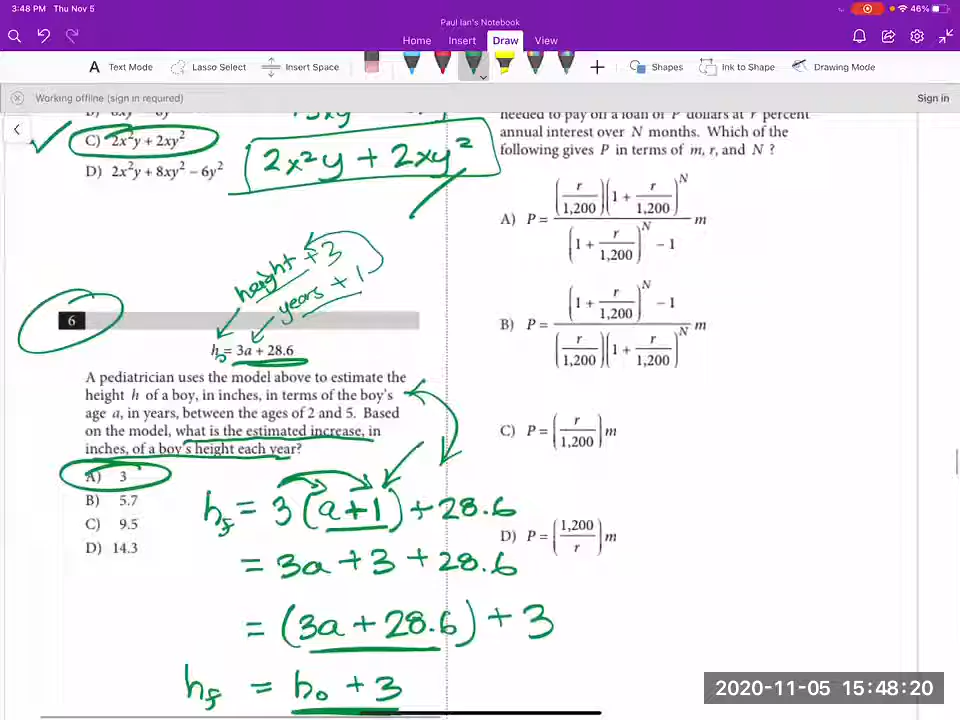 3:48 PM Thu Nov 5
46%
Paul Ian's Notebook
Home Insert Draw View
Text Mode Lasso Select Insert Space Shapes Ink to Shape Drawing Mode
Working offline (sign in required) Sign in
C) 2x²y + 2xy²
D) 2x²y + 8xy² − 6y²
2x²y + 2xy²
height + 3
years + 1
6
h₀ = 3a + 28.6
A pediatrician uses the model above to estimate the
height h of a boy, in inches, in terms of the boy's
age a, in years, between the ages of 2 and 5. Based
on the model, what is the estimated increase, in
inches, of a boy's height each year?
A) 3
B) 5.7
C) 9.5
D) 14.3
h_f = 3(a+1) + 28.6
= 3a + 3 + 28.6
= (3a + 28.6) + 3
h_f = h₀ + 3
needed to pay off a loan of P dollars at r percent
annual interest over N months. Which of the
following gives P in terms of m, r, and N ?
A) P = ((r/1,200)(1 + r/1,200)^N)/((1 + r/1,200)^N − 1) m
B) P = ((1 + r/1,200)^N − 1)/((r/1,200)(1 + r/1,200)^N) m
C) P = (r/1,200) m
D) P = (1,200/r) m
2020-11-05 15:48:20